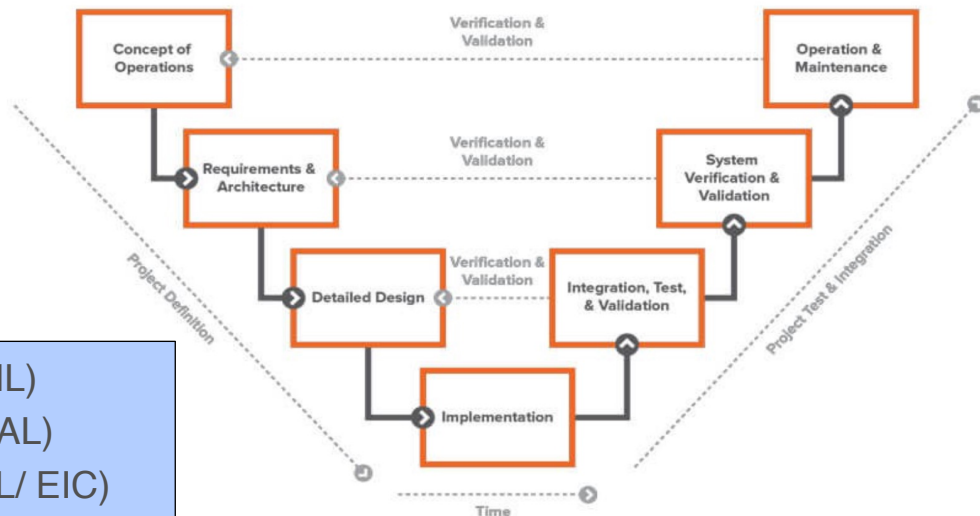 Verification &
Validation
Concept of
Operations
Operation &
Maintenance
Verification &
Validation
Requirements &
Architecture
System
Verification &
Validation
Verification &
Validation
Detailed Design
Integration, Test,
& Validation
Project Definition
Project Test & Integration
Implementation
Time
AL)
/ EIC)